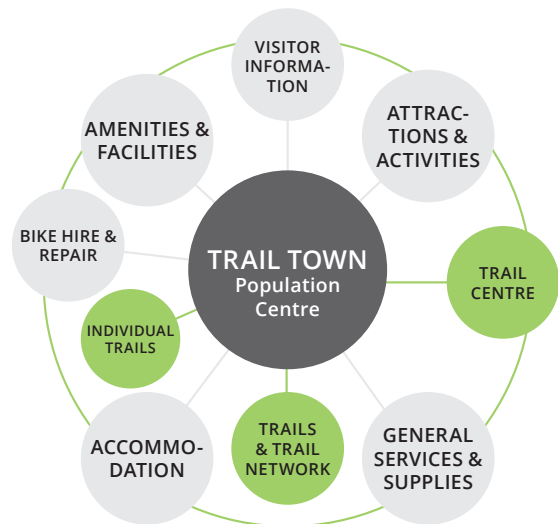 VISITOR
INFORMA-
TION
AMENITIES &
FACILITIES
ATTRAC-
TIONS &
ACTIVITIES
BIKE HIRE &
REPAIR
TRAIL TOWN
Population
Centre
TRAIL
CENTRE
INDIVIDUAL
TRAILS
ACCOMMO-
DATION
TRAILS
& TRAIL
NETWORK
GENERAL
SERVICES &
SUPPLIES